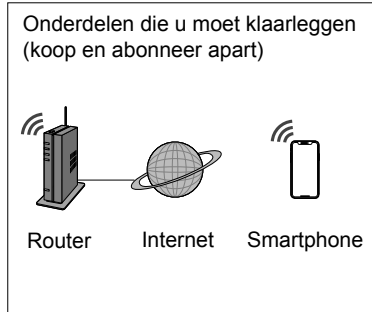 Onderdelen die u moet klaarleggen
(koop en abonneer apart)
Router Internet Smartphone